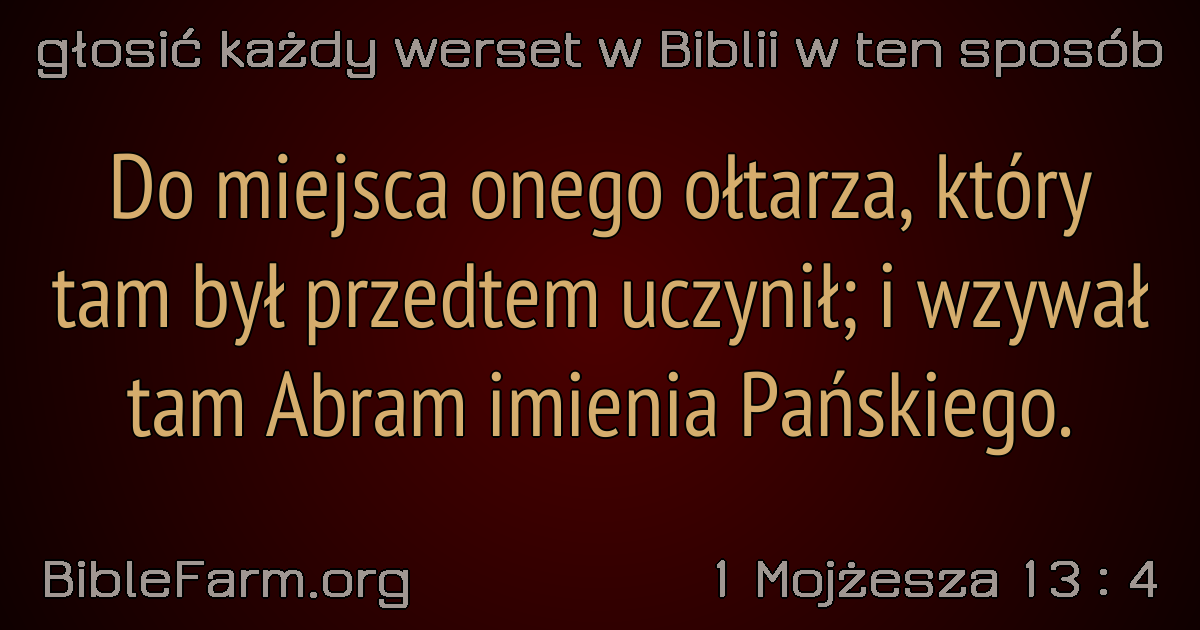 głosić każdy werset w Biblii w ten sposób
Do miejsca onego ołtarza, który
tam był przedtem uczynił; i wzywał
tam Abram imienia Pańskiego.
BibleFarm.org
1 Mojżesza 13 : 4